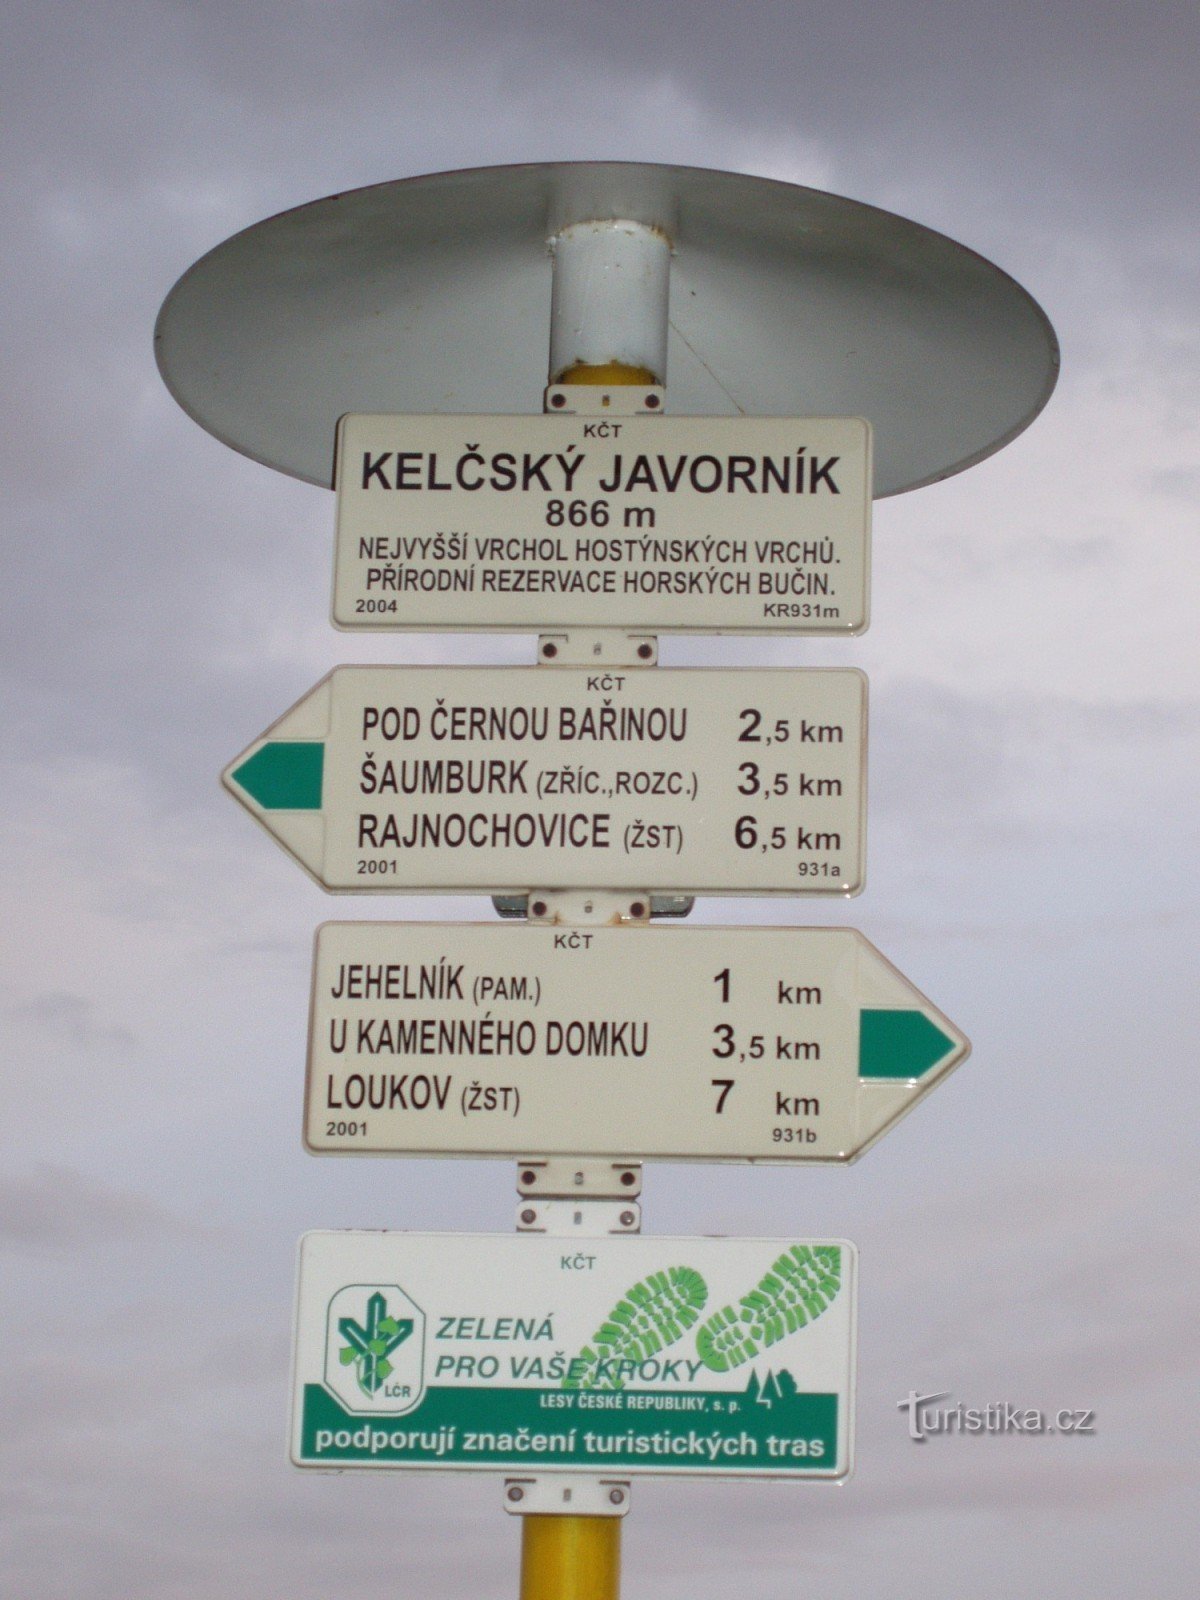 KČT
KELČSKÝ JAVORNÍK
866 m
NEJVYŠŠÍ VRCHOL HOSTÝNSKÝCH VRCHŮ.
PŘÍRODNÍ REZERVACE HORSKÝCH BUČIN.
2004 KR931m
KČT
POD ČERNOU BAŘINOU 2,5 km
ŠAUMBURK (ZŘÍC.,ROZC.) 3,5 km
RAJNOCHOVICE (ŽST) 6,5 km
2001 931a
KČT
JEHELNÍK (PAM.) 1 km
U KAMENNÉHO DOMKU 3,5 km
LOUKOV (ŽST) 7 km
2001 931b
KČT
ZELENÁ
PRO VAŠE KROKY
LČR
LESY ČESKÉ REPUBLIKY, s. p.
podporují značení turistických tras
Turistika.cz